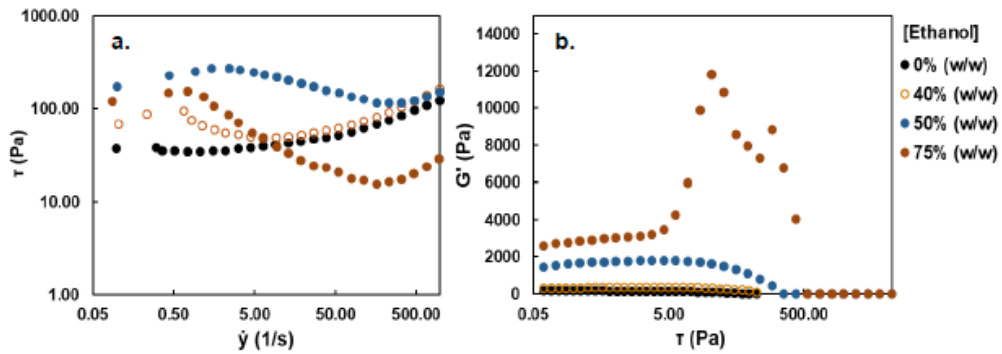 a.
1000.00
100.00
10.00
1.00
τ (Pa)
0.05 0.50 5.00 50.00 500.00
ẏ (1/s)
b.
14000
12000
10000
8000
6000
4000
2000
0
G' (Pa)
0.05 5.00 500.00
τ (Pa)
[Ethanol]
0% (w/w)
40% (w/w)
50% (w/w)
75% (w/w)